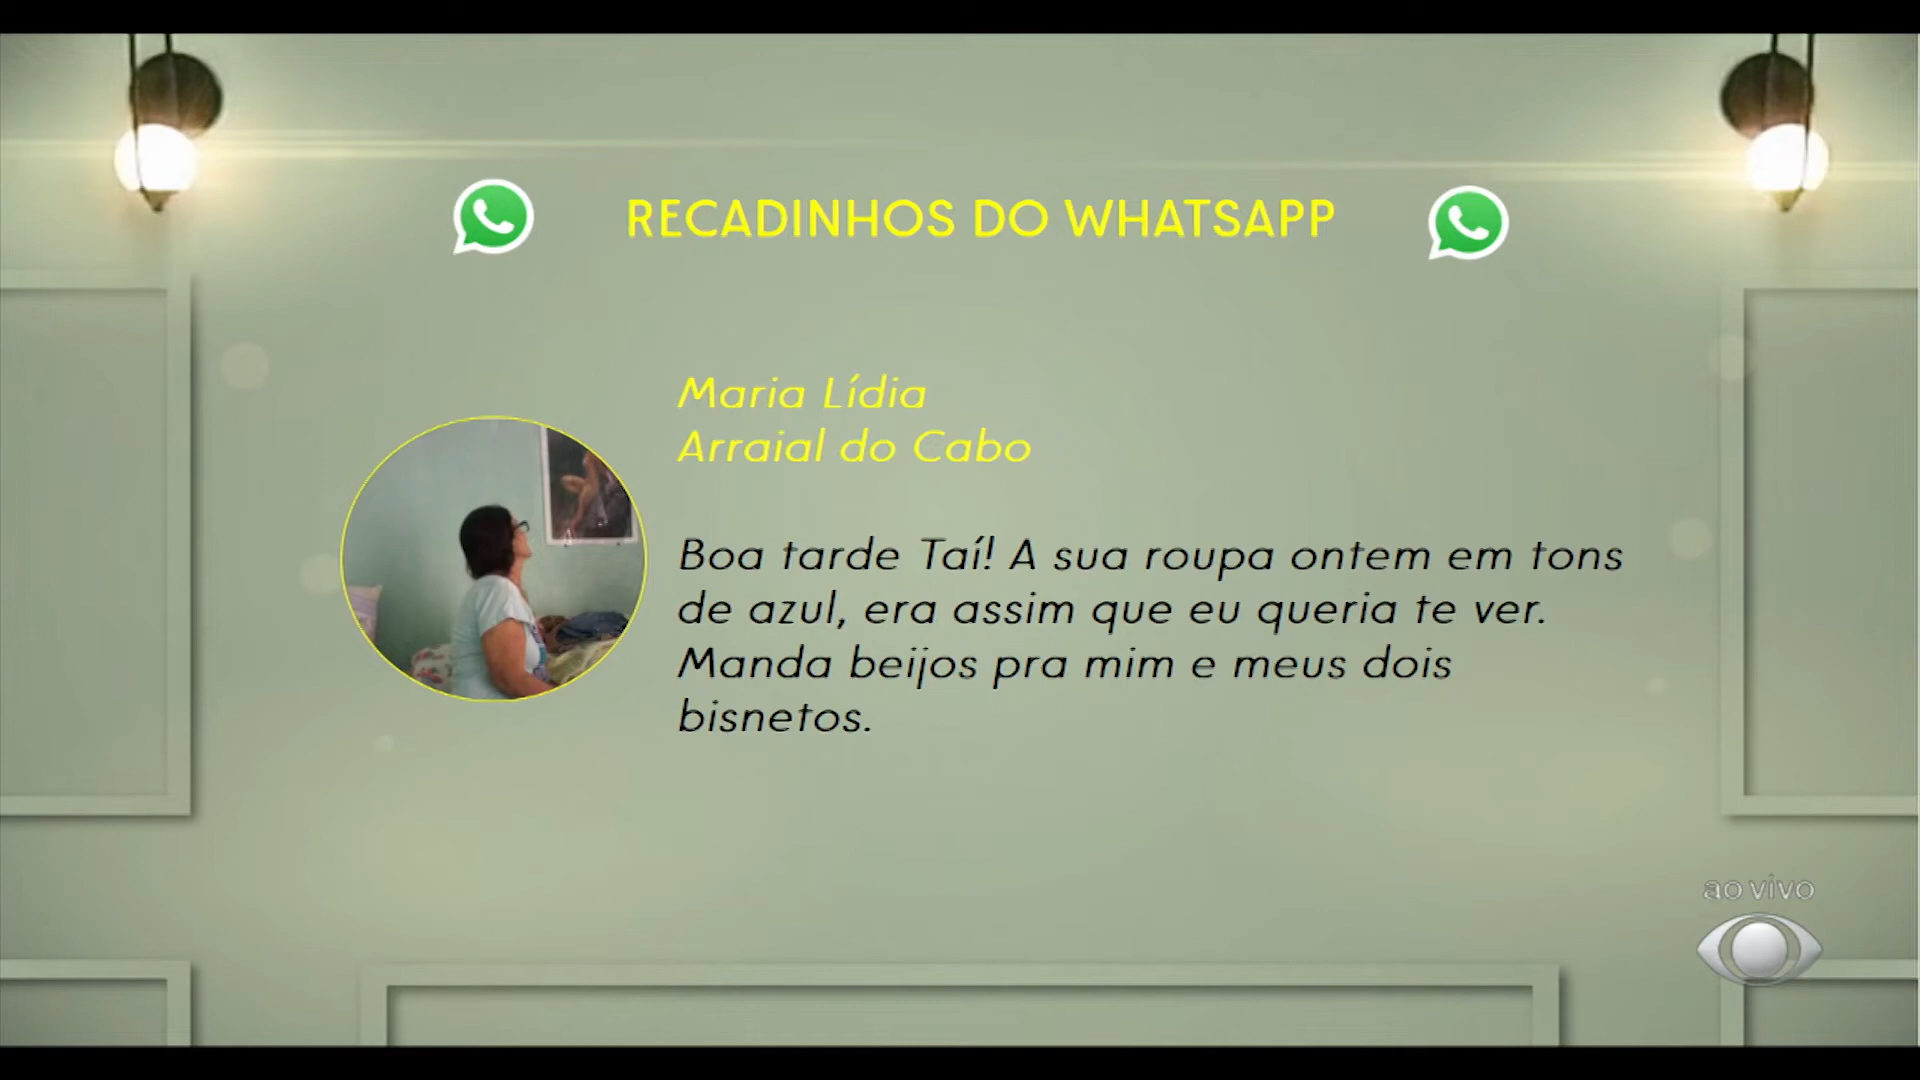 RECADINHOS DO WHATSAPP
Maria Lídia
Arraial do Cabo
Boa tarde Taí! A sua roupa ontem em tons
de azul, era assim que eu queria te ver.
Manda beijos pra mim e meus dois
bisnetos.
ao vivo